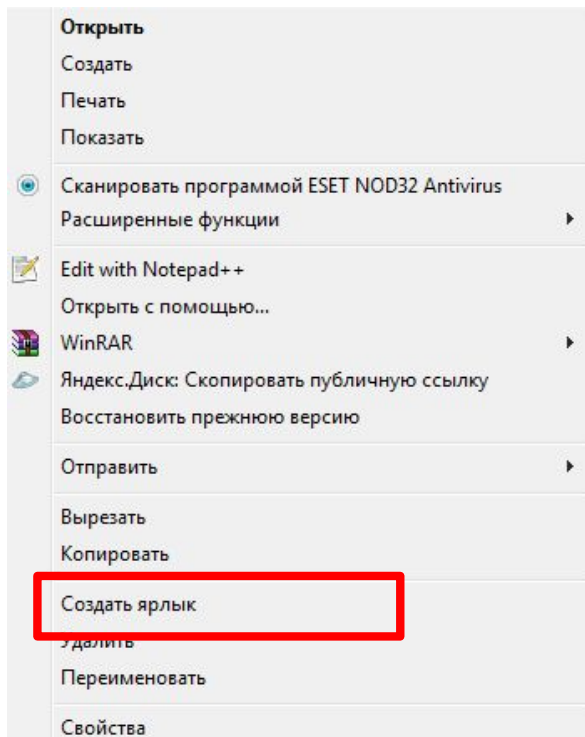 Открыть
Создать
Печать
Показать
Сканировать программой ESET NOD32 Antivirus
Расширенные функции
Edit with Notepad++
Открыть с помощью...
WinRAR
Яндекс.Диск: Скопировать публичную ссылку
Восстановить прежнюю версию
Отправить
Вырезать
Копировать
Создать ярлык
Удалить
Переименовать
Свойства